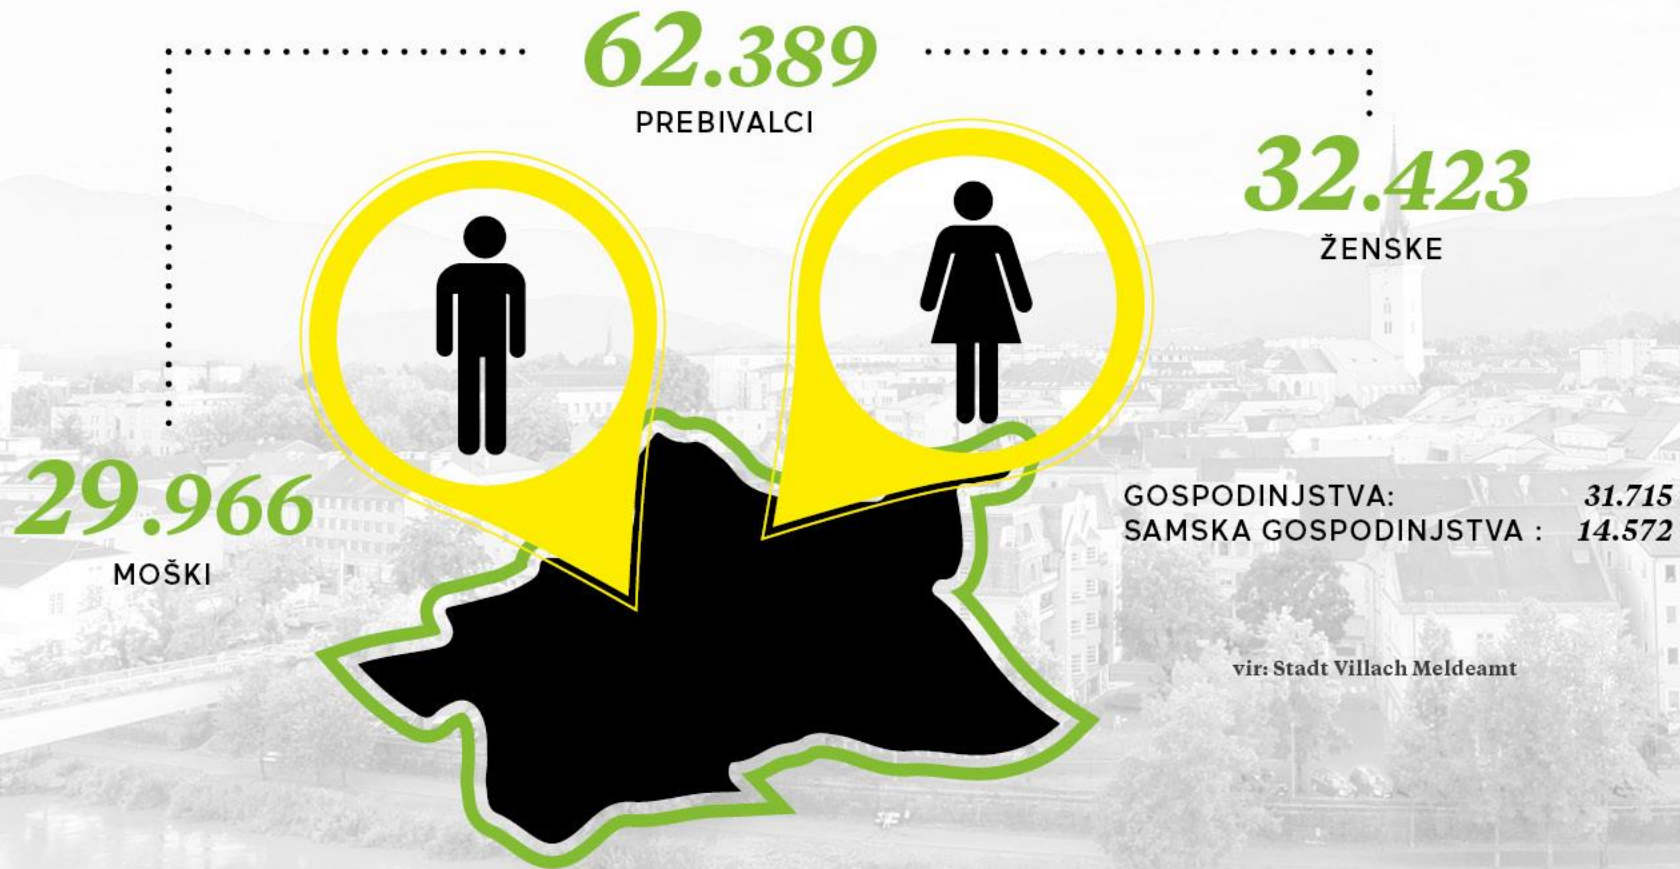 62.389
PREBIVALCI
32.423
ŽENSKE
29.966
MOŠKI
GOSPODINJSTVA: 31.715
SAMSKA GOSPODINJSTVA : 14.572
vir: Stadt Villach Meldeamt